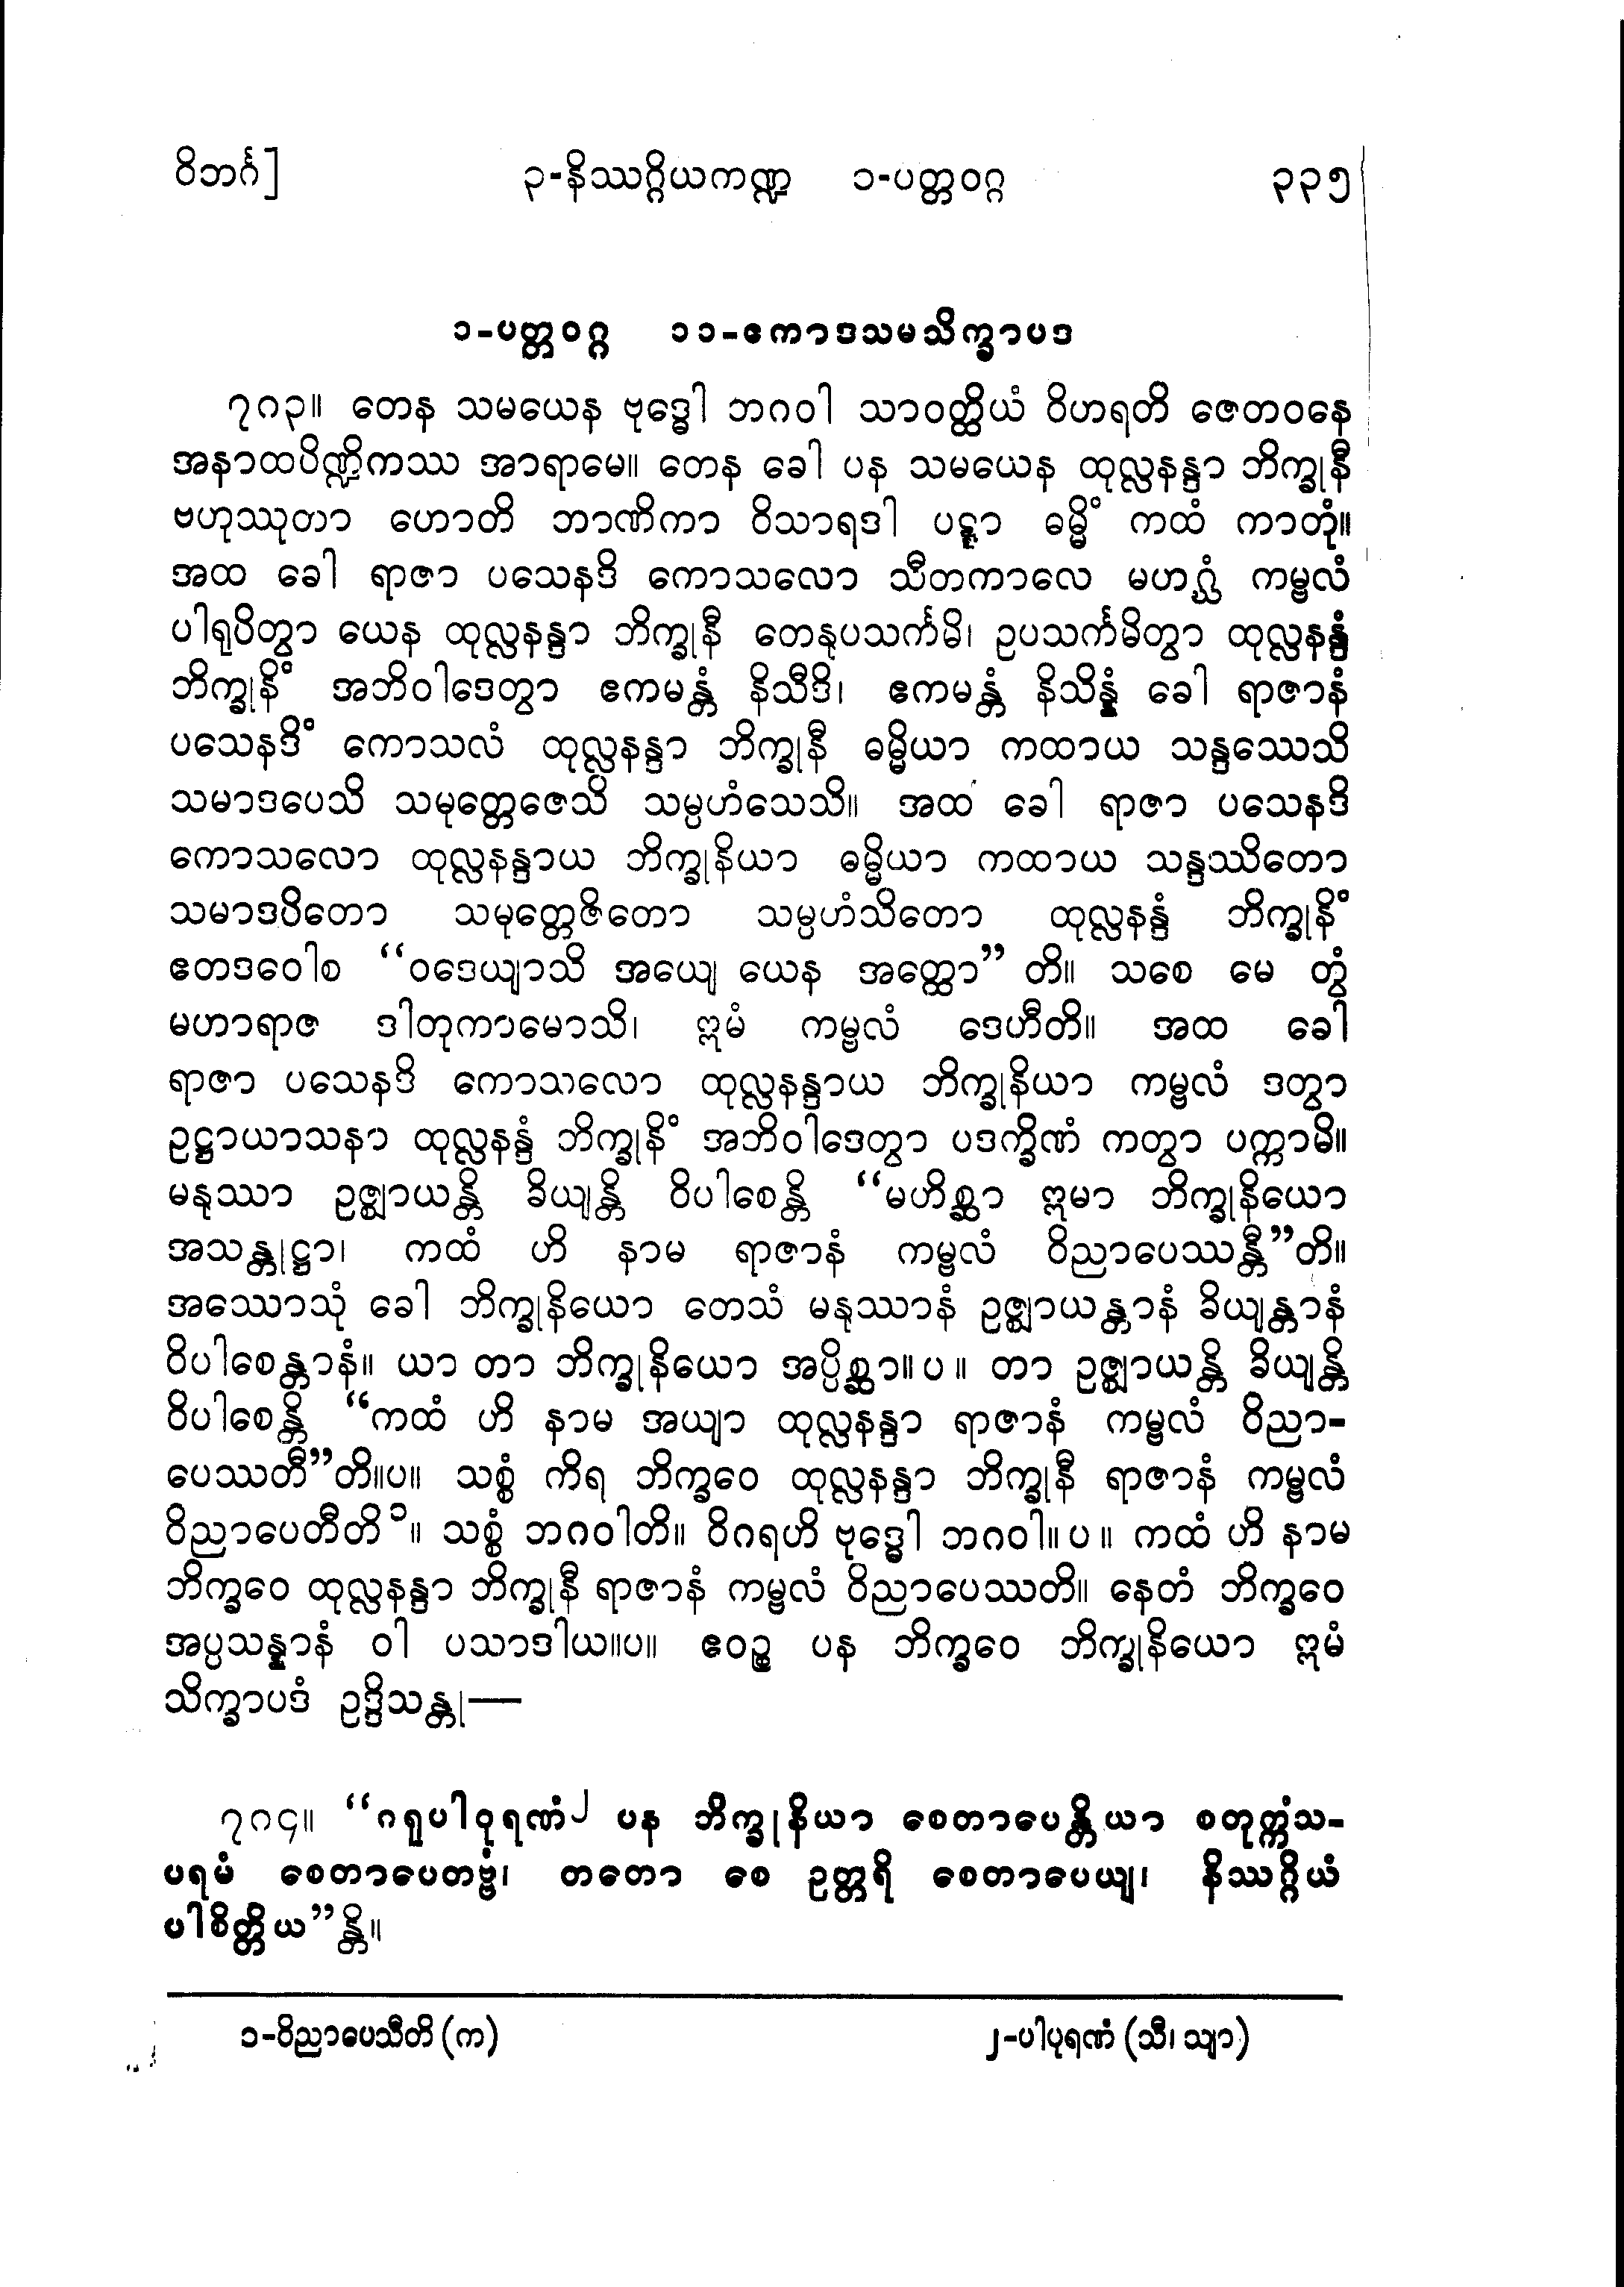 ဝိဘင်္ဂ] ၃-နိဿဂ္ဂိယကဏ္ဍ ၁-ပတ္တဝဂ္ဂ ၃၃၅
၁-ပတ္တဝဂ္ဂ ၁၁-ဧကာဒသမသိက္ခာပဒ
၇၈၃။ တေန သမယေန ဗုဒ္ဓေါ ဘဂဝါ သာဝတ္ထိယံ ဝိဟရတိ ဇေတဝနေ
အနာထပိဏ္ဍိကဿ အာရာမေ။ တေန ခေါ ပန သမယေန ထုလ္လနန္ဒာ ဘိက္ခုနီ
ဗဟုဿုတာ ဟောတိ ဘာဏိကာ ဝိသာရဒါ ပဋ္ဋာ ဓမ္မိံ ကထံ ကာတုံ။
အထ ခေါ ရာဇာ ပသေနဒိ ကောသလော သီတကာလေ မဟဂ္ဃံ ကမ္ဗလံ
ပါရုပိတွာ ယေန ထုလ္လနန္ဒာ ဘိက္ခုနီ တေနုပသင်္ကမိ၊ ဥပသင်္ကမိတွာ ထုလ္လနန္ဒံ
ဘိက္ခုနိံ အဘိဝါဒေတွာ ဧကမန္တံ နိသီဒိ၊ ဧကမန္တံ နိသိန္နံ ခေါ ရာဇာနံ
ပသေနဒိံ ကောသလံ ထုလ္လနန္ဒာ ဘိက္ခုနီ ဓမ္မိယာ ကထာယ သန္ဒဿေသိ
သမာဒပေသိ သမုတ္တေဇေသိ သမ္ပဟံသေသိ။ အထ ခေါ ရာဇာ ပသေနဒိ
ကောသလော ထုလ္လနန္ဒာယ ဘိက္ခုနိယာ ဓမ္မိယာ ကထာယ သန္ဒဿိတော
သမာဒပိတော သမုတ္တေဇိတော သမ္ပဟံသိတော ထုလ္လနန္ဒံ ဘိက္ခုနိံ
ဧတဒဝေါစ “ဝဒေယျာသိ အယျေ ယေန အတ္ထော” တိ။ သစေ မေ တွံ
မဟာရာဇ ဒါတုကာမောသိ၊ ဣမံ ကမ္ဗလံ ဒေဟီတိ။ အထ ခေါ
ရာဇာ ပသေနဒိ ကောသလော ထုလ္လနန္ဒာယ ဘိက္ခုနိယာ ကမ္ဗလံ ဒတွာ
ဥဋ္ဌာယာသနာ ထုလ္လနန္ဒံ ဘိက္ခုနိံ အဘိဝါဒေတွာ ပဒက္ခိဏံ ကတွာ ပက္ကာမိ။
မနုဿာ ဥဇ္ဈာယန္တိ ခိယျန္တိ ဝိပါစေန္တိ “မဟိစ္ဆာ ဣမာ ဘိက္ခုနိယော
အသန္တုဋ္ဌာ၊ ကထံ ဟိ နာမ ရာဇာနံ ကမ္ဗလံ ဝိညာပေဿန္တီ”တိ။
အဿောသုံ ခေါ ဘိက္ခုနိယော တေသံ မနုဿာနံ ဥဇ္ဈာယန္တာနံ ခိယျန္တာနံ
ဝိပါစေန္တာနံ။ ယာ တာ ဘိက္ခုနိယော အပ္ပိစ္ဆာ။ ပ ။ တာ ဥဇ္ဈာယန္တိ ခိယျန္တိ
ဝိပါစေန္တိ “ကထံ ဟိ နာမ အယျာ ထုလ္လနန္ဒာ ရာဇာနံ ကမ္ဗလံ ဝိညာ-
ပေဿတီ”တိ။ပ။ သစ္စံ ကိရ ဘိက္ခဝေ ထုလ္လနန္ဒာ ဘိက္ခုနီ ရာဇာနံ ကမ္ဗလံ
ဝိညာပေတီတိ ၁။ သစ္စံ ဘဂဝါတိ။ ဝိဂရဟိ ဗုဒ္ဓေါ ဘဂဝါ။ ပ ။ ကထံ ဟိ နာမ
ဘိက္ခဝေ ထုလ္လနန္ဒာ ဘိက္ခုနီ ရာဇာနံ ကမ္ဗလံ ဝိညာပေဿတိ။ နေတံ ဘိက္ခဝေ
အပ္ပသန္နာနံ ဝါ ပသာဒါယ။ပ။ ဧဝဉ္စ ပန ဘိက္ခဝေ ဘိက္ခုနိယော ဣမံ
သိက္ခာပဒံ ဥဒ္ဒိသန္တု—
၇၈၄။ “ဂရုပါဝုရဏံ ၂ ပန ဘိက္ခုနိယာ စေတာပေန္တိယာ စတုက္ကံသ-
ပရမံ စေတာပေတဗ္ဗံ၊ တတော စေ ဥတ္တရိ စေတာပေယျ၊ နိဿဂ္ဂိယံ
ပါစိတ္တိယ”န္တိ။
၁-ဝိညာပေသီတိ (က) ၂-ပါပုရဏံ (သီ၊ သျာ)